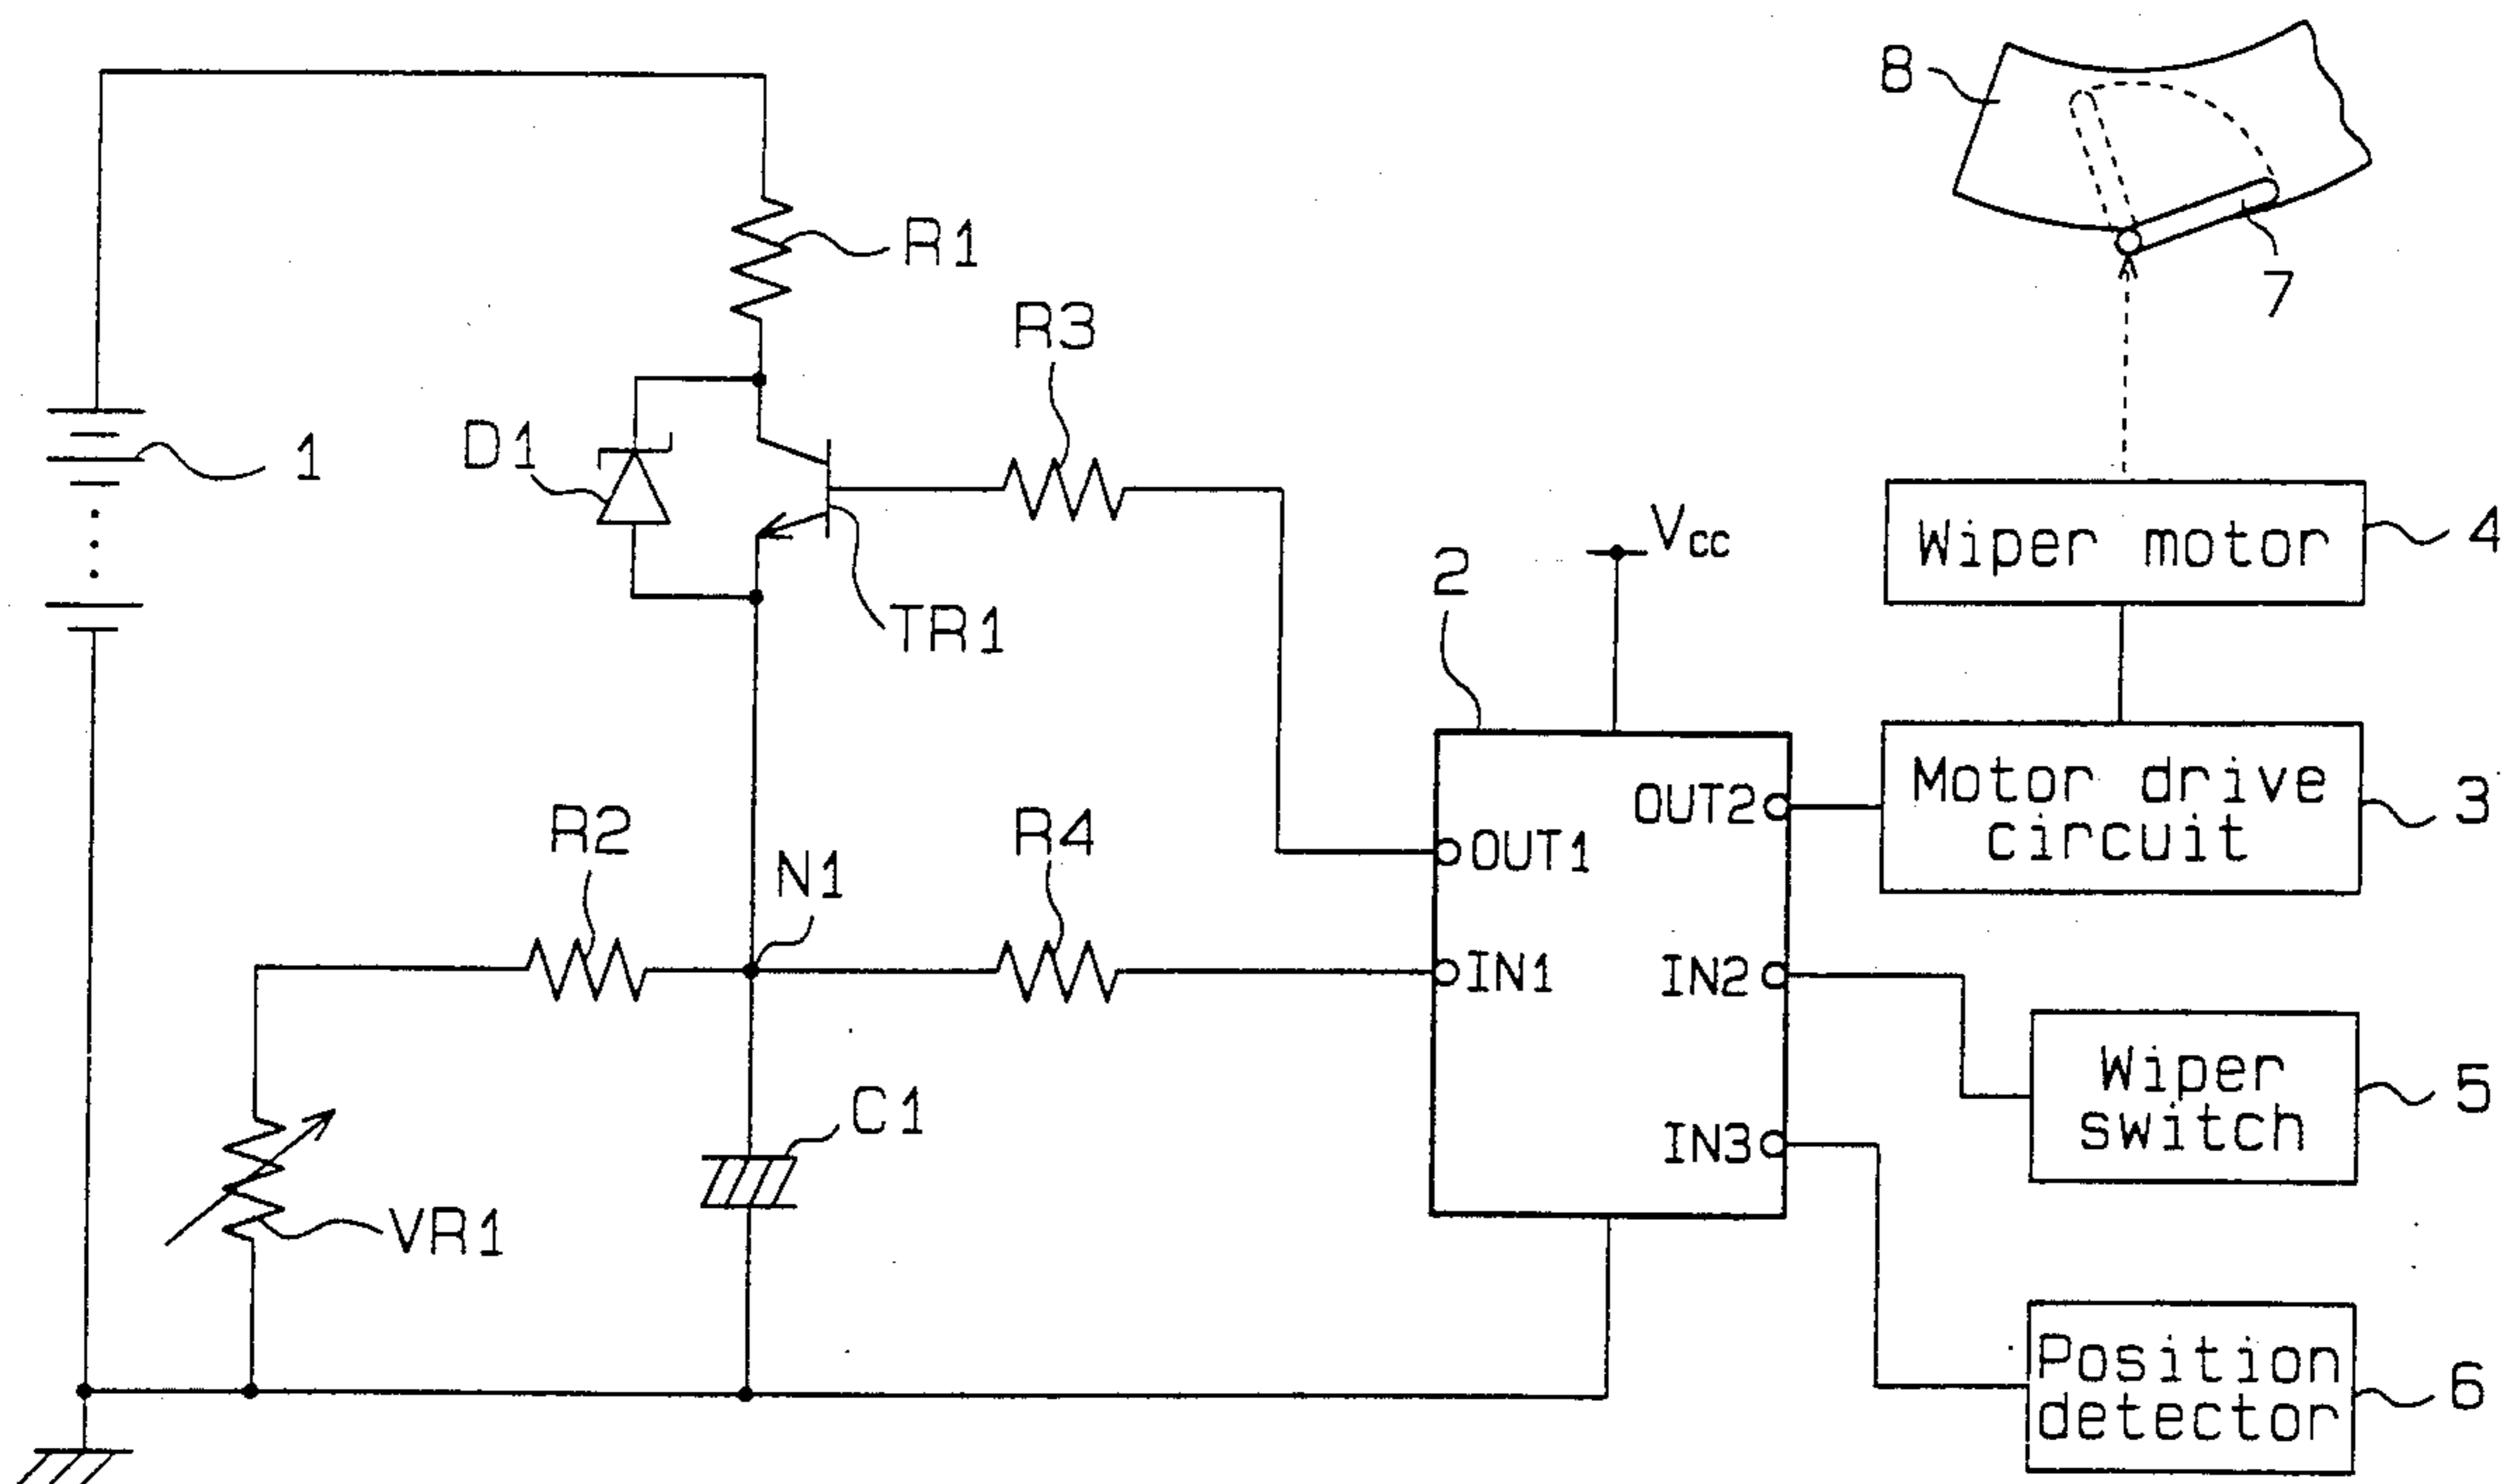 8
R1
7
R3
D1
1
Vcc
Wiper motor
4
2
TR1
Motor drive
circuit
3
OUT2
R2
R4
OUT1
N1
IN1
IN2
Wiper
switch
5
C1
IN3
VR1
Position
detector
6